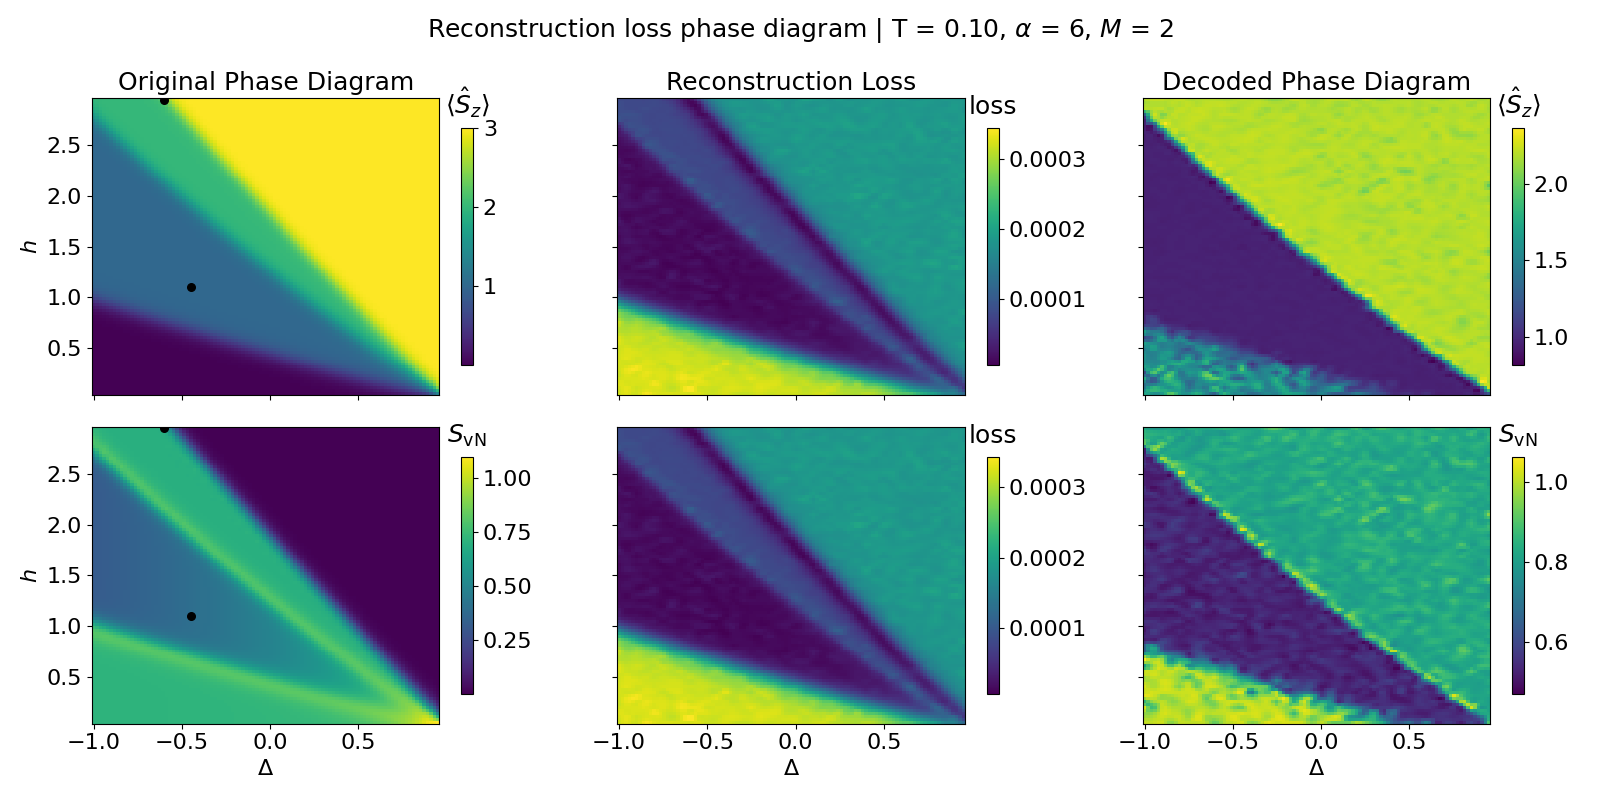 Reconstruction loss phase diagram | T = 0.10, α = 6, M = 2
Original Phase Diagram
⟨Ŝz⟩
Reconstruction Loss
loss
Decoded Phase Diagram
⟨Ŝz⟩
h
2.5
2.0
1.5
1.0
0.5
3
2
1
0.0003
0.0002
0.0001
2.0
1.5
1.0
SvN
loss
SvN
h
2.5
2.0
1.5
1.0
0.5
1.00
0.75
0.50
0.25
0.0003
0.0002
0.0001
1.0
0.8
0.6
−1.0 −0.5 0.0 0.5
Δ
−1.0 −0.5 0.0 0.5
Δ
−1.0 −0.5 0.0 0.5
Δ